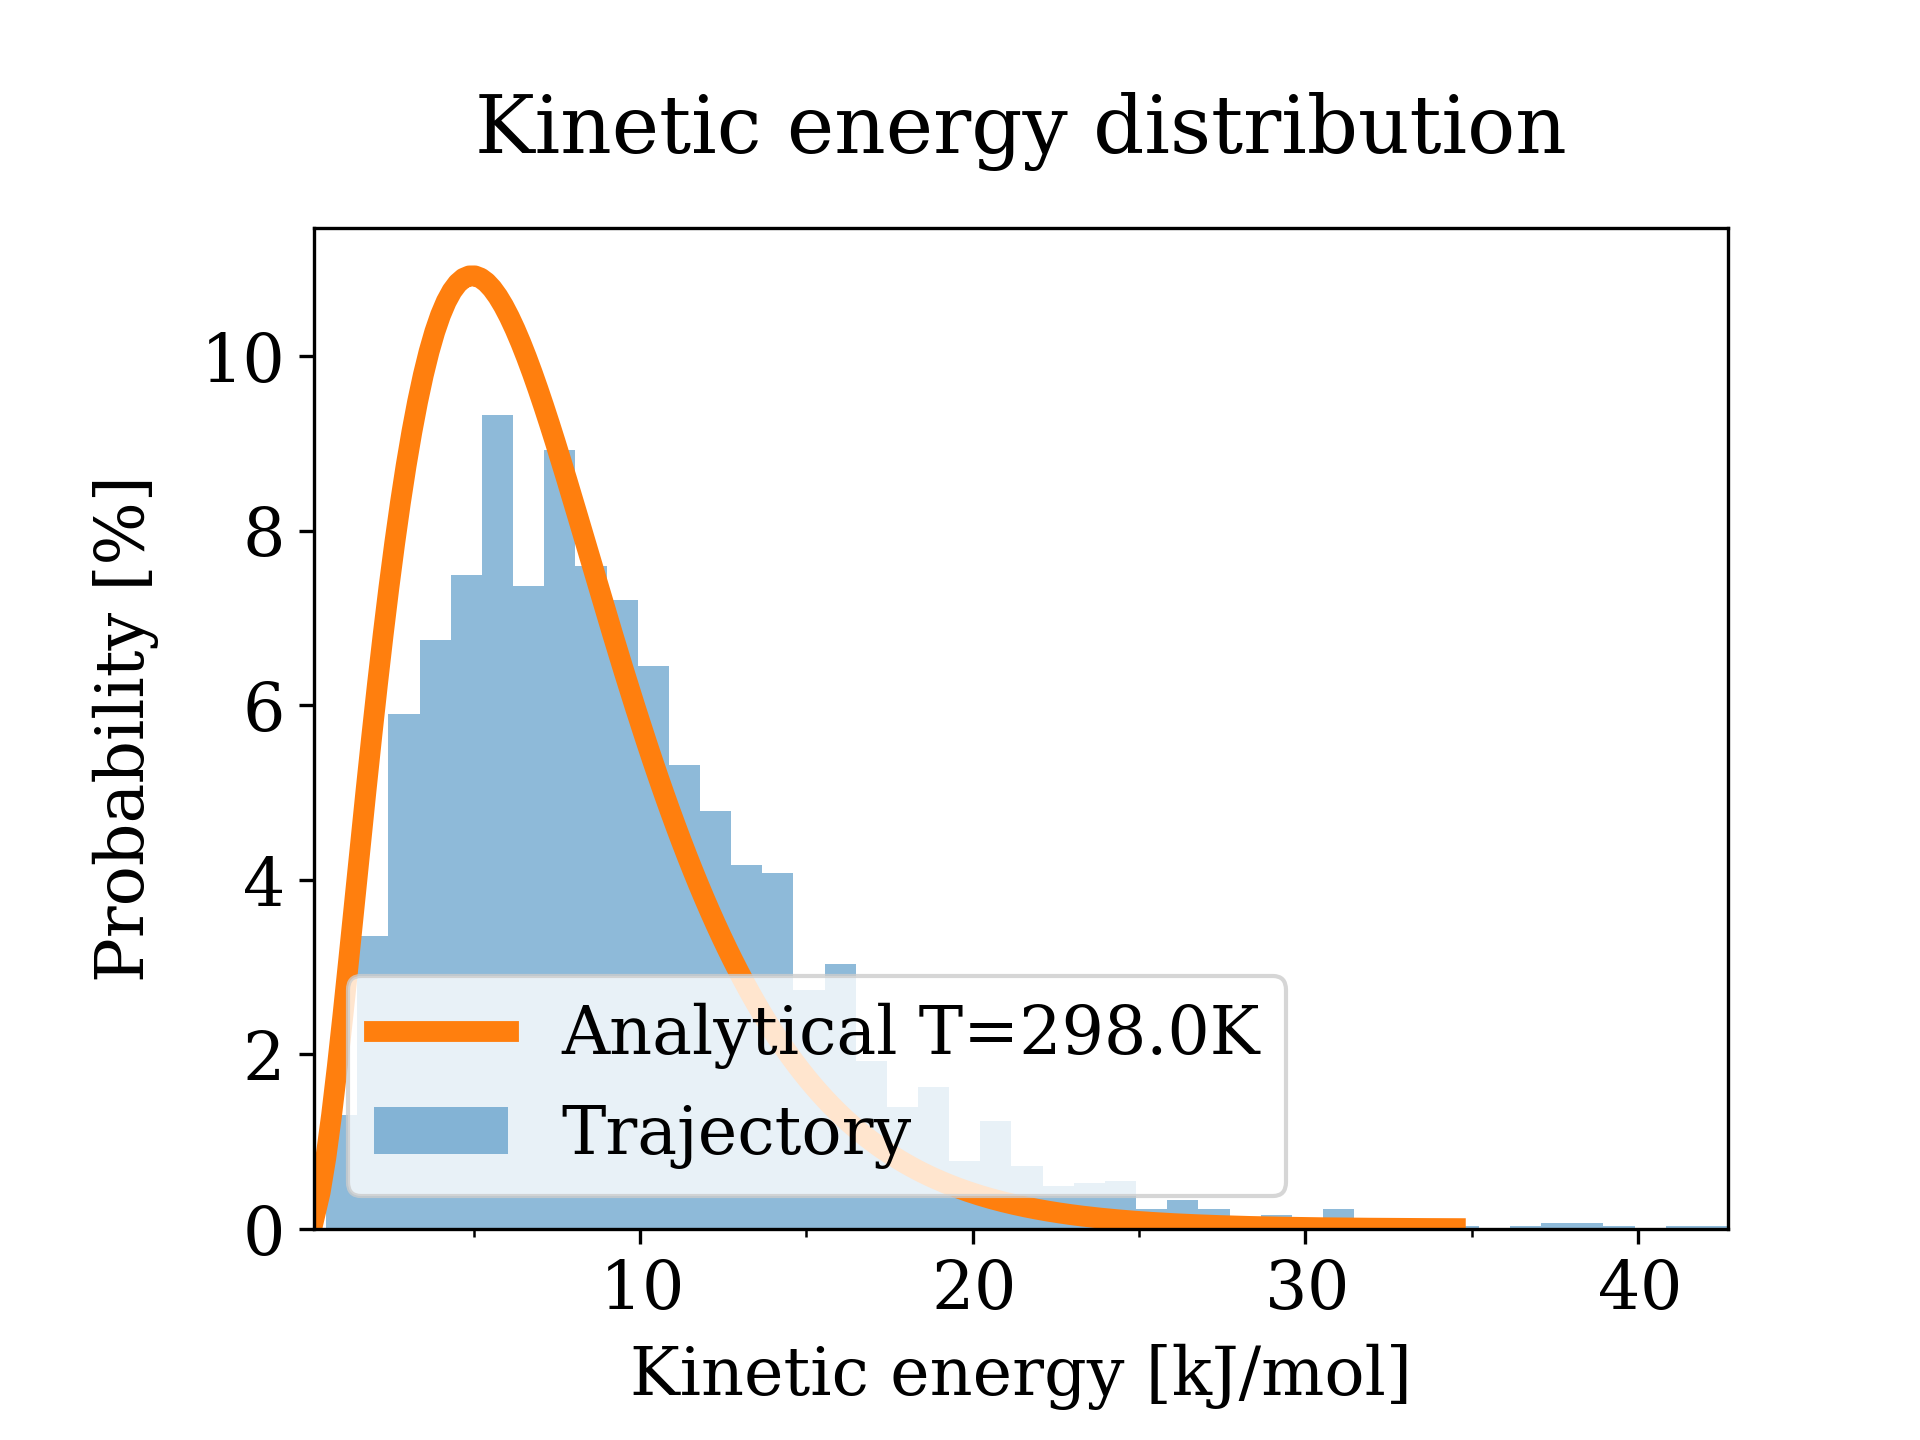 Kinetic energy distribution
Probability [%]
10
8
6
4
2
0
Analytical T=298.0K
Trajectory
10 20 30 40
Kinetic energy [kJ/mol]